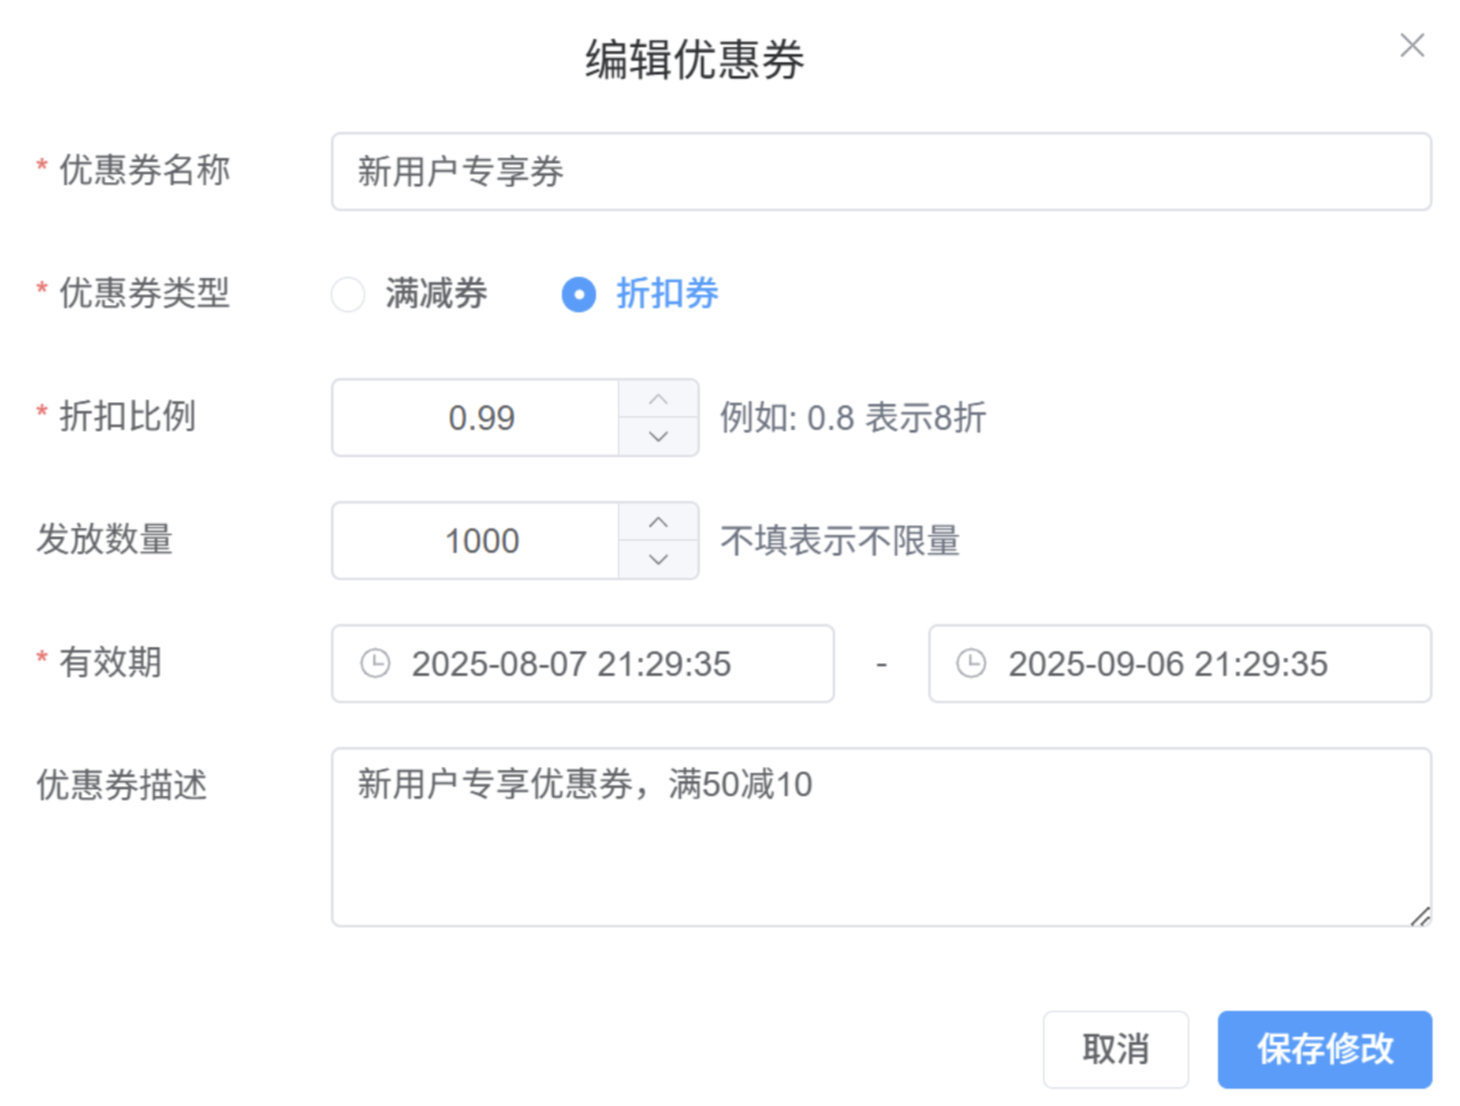 编辑优惠券
* 优惠券名称 新用户专享券
* 优惠券类型 满减券 折扣券
* 折扣比例 0.99 例如: 0.8 表示8折
发放数量 1000 不填表示不限量
* 有效期 2025-08-07 21:29:35 - 2025-09-06 21:29:35
优惠券描述 新用户专享优惠券，满50减10
取消 保存修改